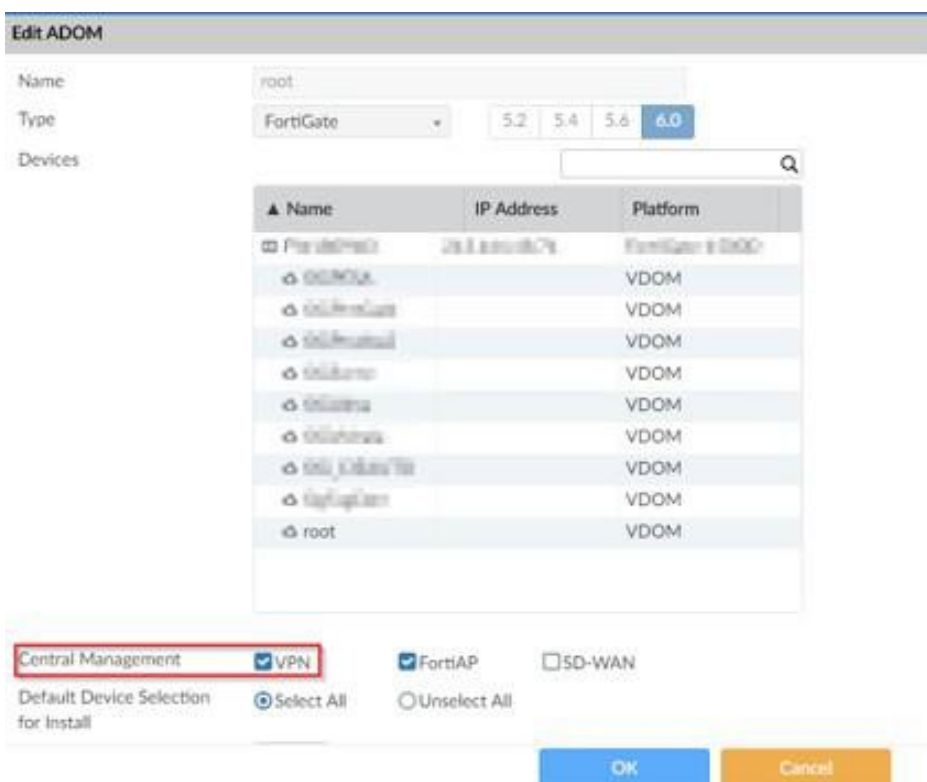 Edit ADOM
Name root
Type FortiGate 5.2 5.4 5.6 6.0
Devices
▲ Name IP Address Platform
VDOM
VDOM
VDOM
VDOM
VDOM
VDOM
VDOM
VDOM
root VDOM
Central Management VPN FortiAP SD-WAN
Default Device Selection Select All Unselect All
for Install
OK Cancel